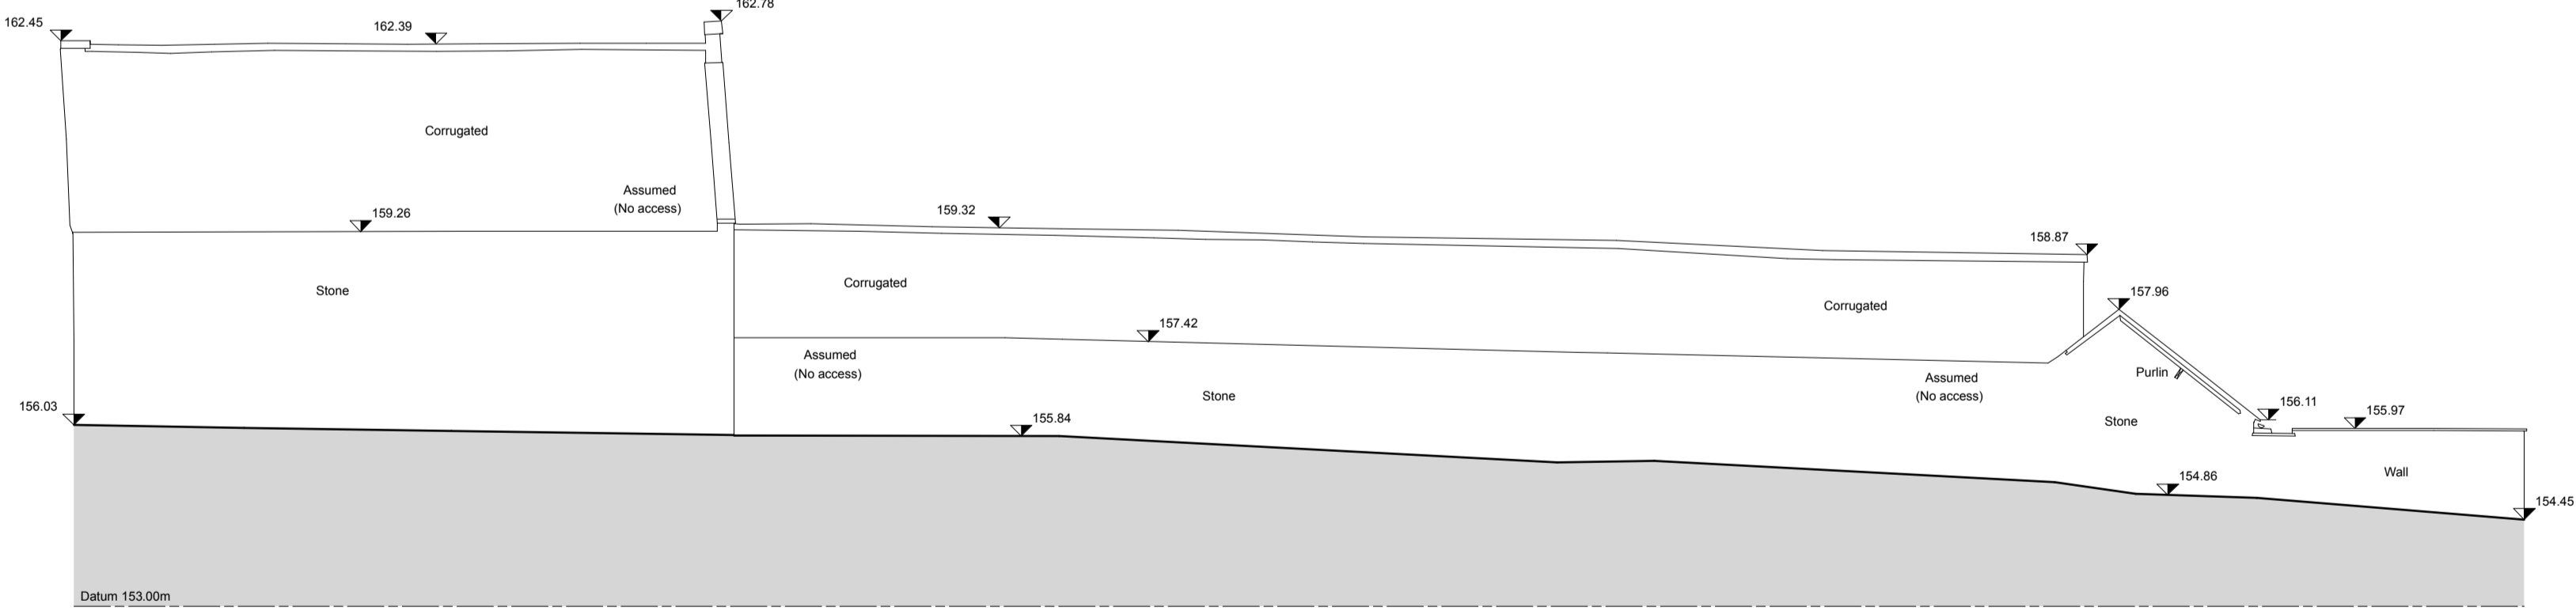 162.78
162.45
162.39
Corrugated
Assumed
(No access)
159.26
159.32
158.87
Corrugated
Stone
157.96
Corrugated
157.42
Assumed
(No access)
Purlin
Assumed
(No access)
Stone
156.11
156.03
155.97
155.84
Stone
Wall
154.86
154.45
Datum 153.00m